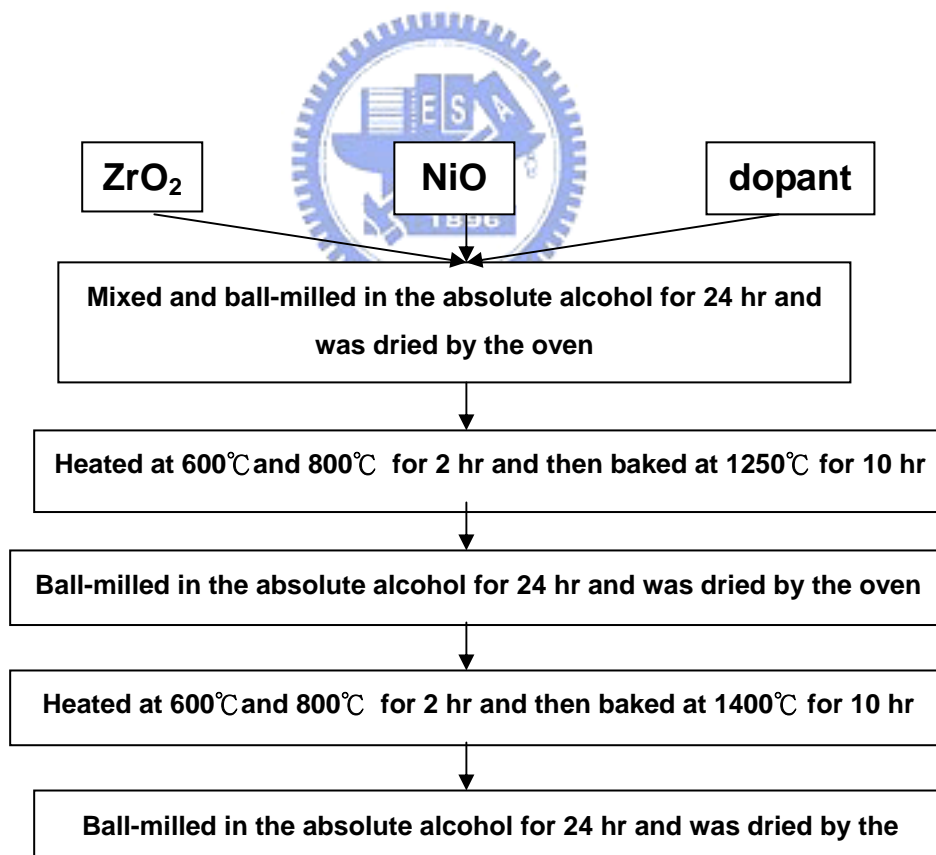 E S A
ZrO₂
NiO
dopant
1896
Mixed and ball-milled in the absolute alcohol for 24 hr and
was dried by the oven
Heated at 600℃and 800℃ for 2 hr and then baked at 1250℃ for 10 hr
Ball-milled in the absolute alcohol for 24 hr and was dried by the oven
Heated at 600℃and 800℃ for 2 hr and then baked at 1400℃ for 10 hr
Ball-milled in the absolute alcohol for 24 hr and was dried by the